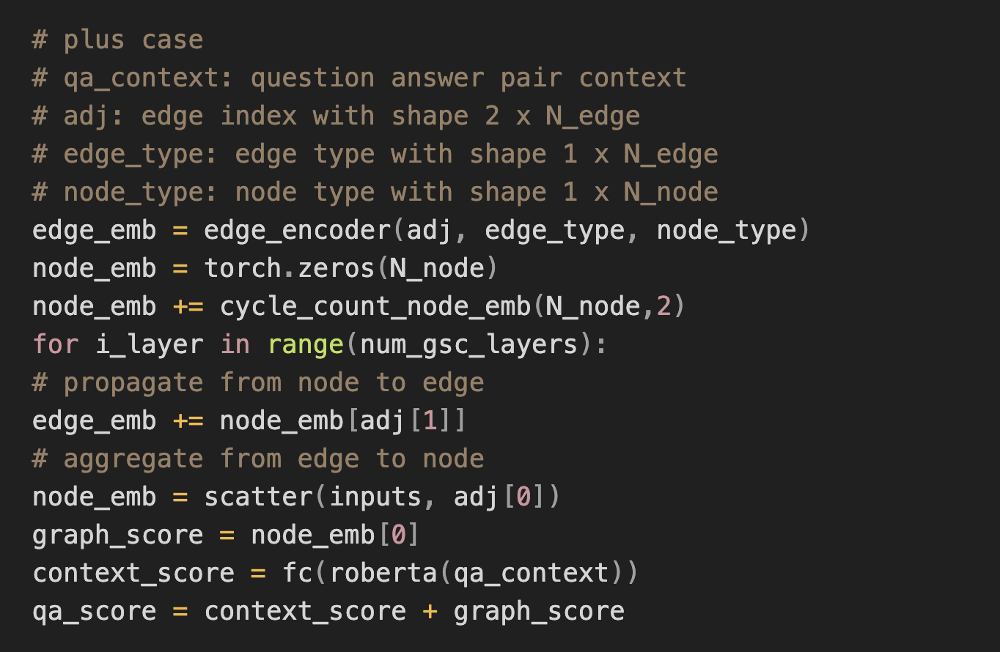 # plus case
# qa_context: question answer pair context
# adj: edge index with shape 2 x N_edge
# edge_type: edge type with shape 1 x N_edge
# node_type: node type with shape 1 x N_node
edge_emb = edge_encoder(adj, edge_type, node_type)
node_emb = torch.zeros(N_node)
node_emb += cycle_count_node_emb(N_node,2)
for i_layer in range(num_gsc_layers):
# propagate from node to edge
edge_emb += node_emb[adj[1]]
# aggregate from edge to node
node_emb = scatter(inputs, adj[0])
graph_score = node_emb[0]
context_score = fc(roberta(qa_context))
qa_score = context_score + graph_score